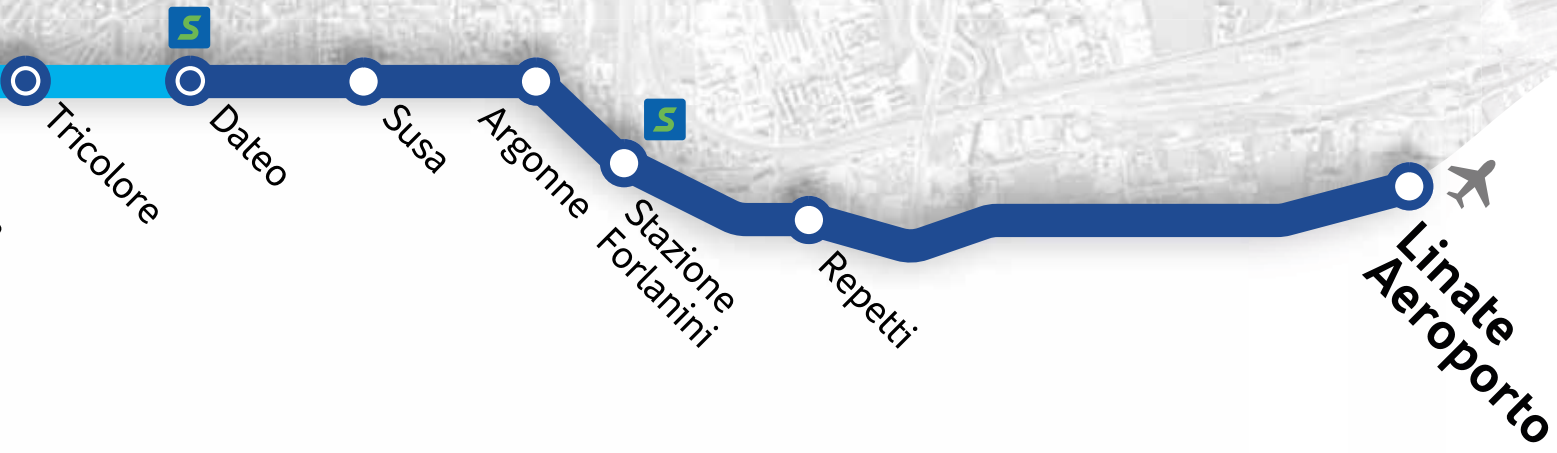 S
S
Tricolore
Dateo
Susa
Argonne
Stazione
Forlanini
Repetti
Linate
Aeroporto